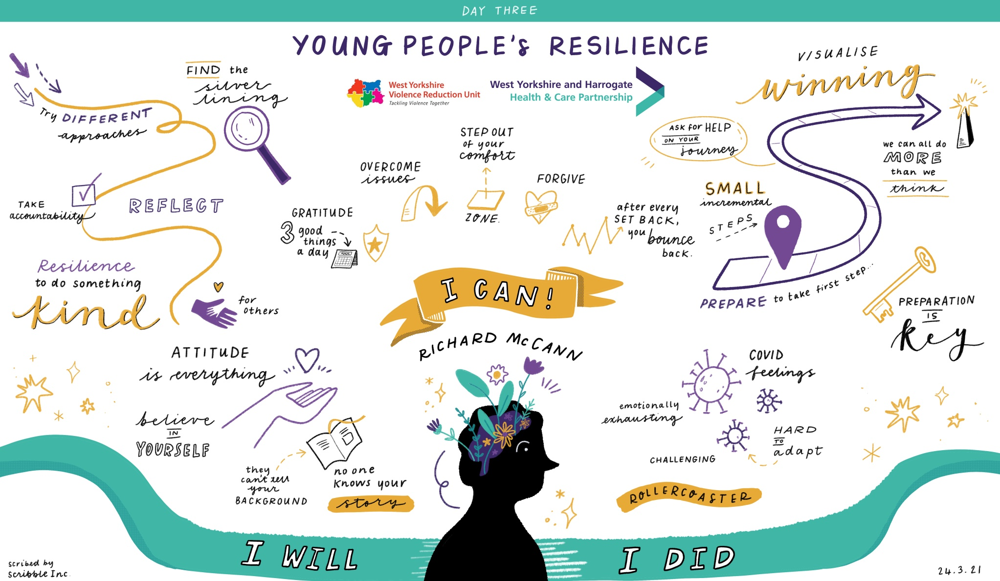 DAY THREE
YOUNG PEOPLE'S RESILIENCE
West Yorkshire
Violence Reduction Unit
Tackling Violence Together
West Yorkshire and Harrogate
Health & Care Partnership
Try DIFFERENT
approaches
FIND the
silver
lining
TAKE
accountability
REFLECT
Resilience
to do something
kind
for
others
GRATITUDE
3 good
things
a day
OVERCOME
issues
STEP OUT
of your
comfort
ZONE.
FORGIVE
after every
SET BACK,
you bounce
back.
VISUALISE
winning
ASK for HELP
ON YOUR
journey
we can all do
MORE
than we
think
SMALL
incremental
STEPS
PREPARE to take first step...
PREPARATION
IS
key
I CAN!
RICHARD McCANN
ATTITUDE
is everything
believe
IN
YOURSELF
they
can't tell
your
BACKGROUND
no one
knows your
story
COVID
feelings
emotionally
exhausting
HARD
TO
adapt
CHALLENGING
ROLLERCOASTER
I WILL
I DID
scribed by
Scribble Inc.
24.3.21